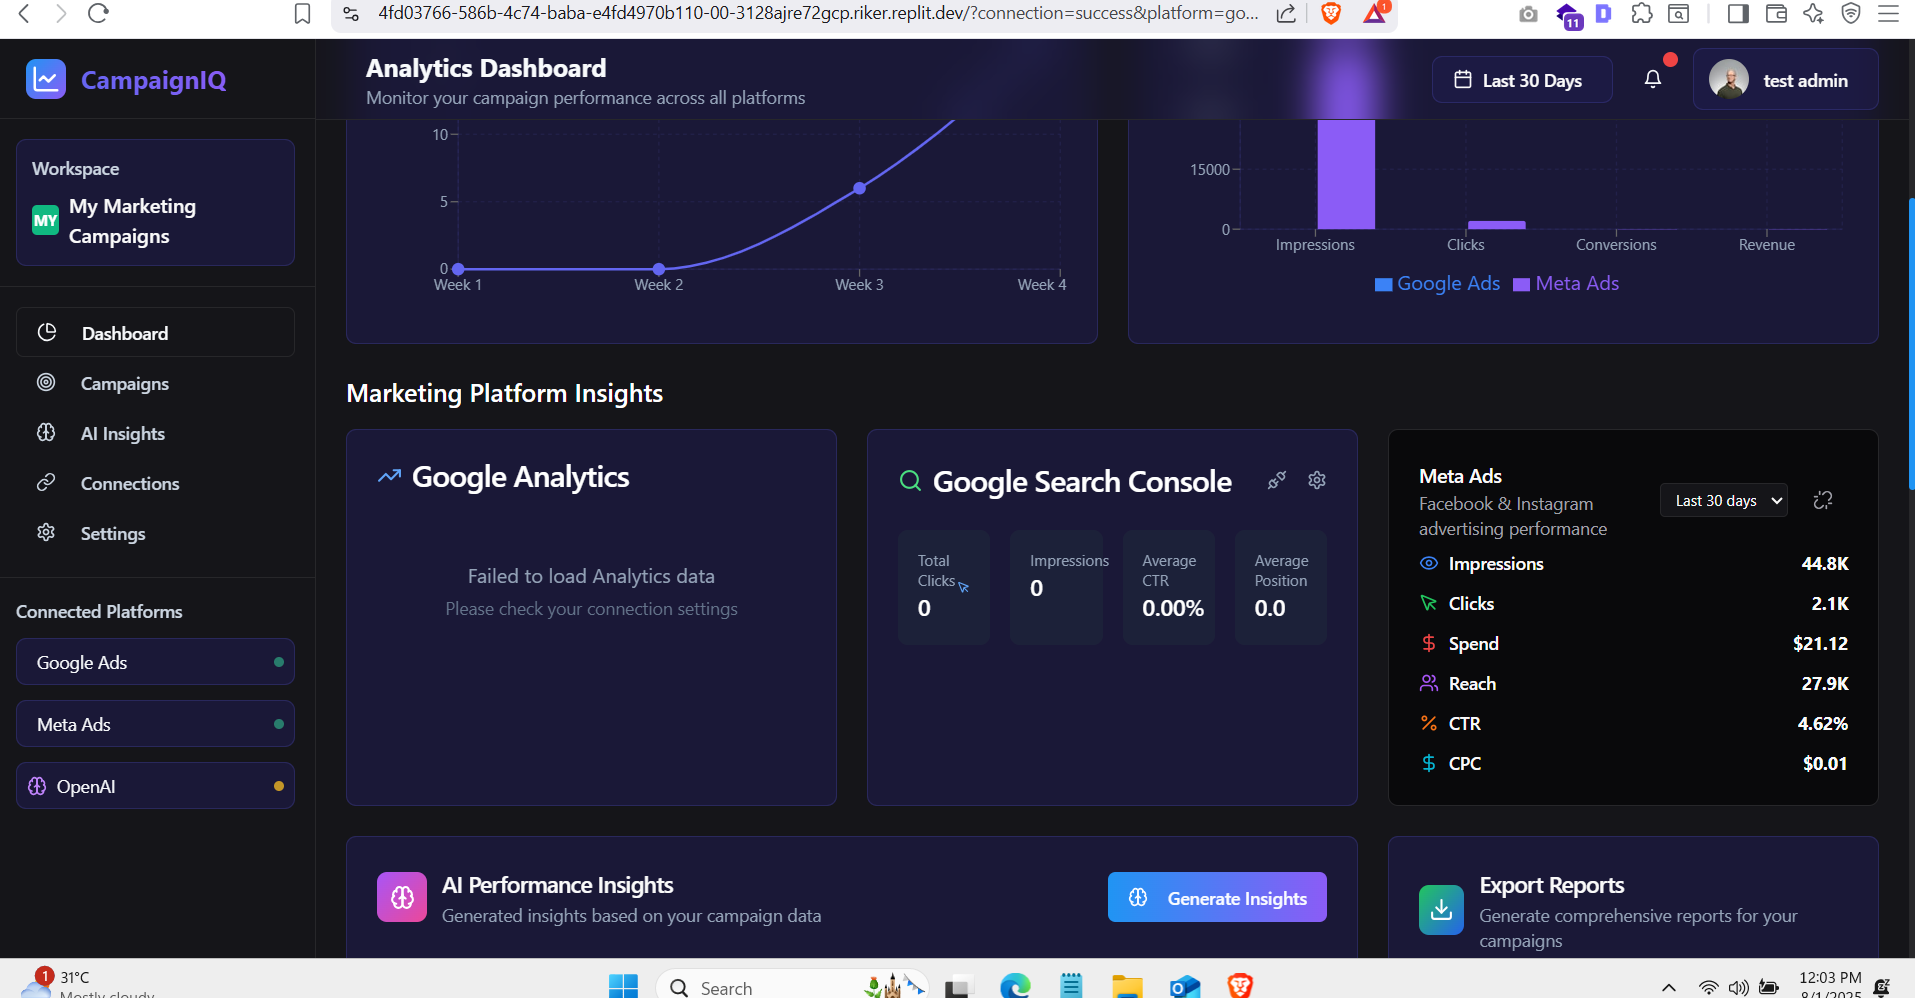 4fd03766-586b-4c74-baba-e4fd4970b110-00-3128ajre72gcp.riker.replit.dev/?connection=success&platform=go...
1
11
CampaignIQ
Workspace
MY
My Marketing
Campaigns
Dashboard
Campaigns
AI Insights
Connections
Settings
Connected Platforms
Google Ads
Meta Ads
OpenAI
Analytics Dashboard
Monitor your campaign performance across all platforms
Last 30 Days
test admin
10
5
0
Week 1
Week 2
Week 3
Week 4
15000
0
Impressions
Clicks
Conversions
Revenue
Google Ads
Meta Ads
Marketing Platform Insights
Google Analytics
Failed to load Analytics data
Please check your connection settings
Google Search Console
Total
Clicks
0
Impressions
0
Average
CTR
0.00%
Average
Position
0.0
Meta Ads
Facebook & Instagram
advertising performance
Last 30 days
Impressions
44.8K
Clicks
2.1K
Spend
$21.12
Reach
27.9K
CTR
4.62%
CPC
$0.01
AI Performance Insights
Generated insights based on your campaign data
Generate Insights
Export Reports
Generate comprehensive reports for your
campaigns
1
31°C
Mostly cloudy
Search
12:03 PM
8/1/2025